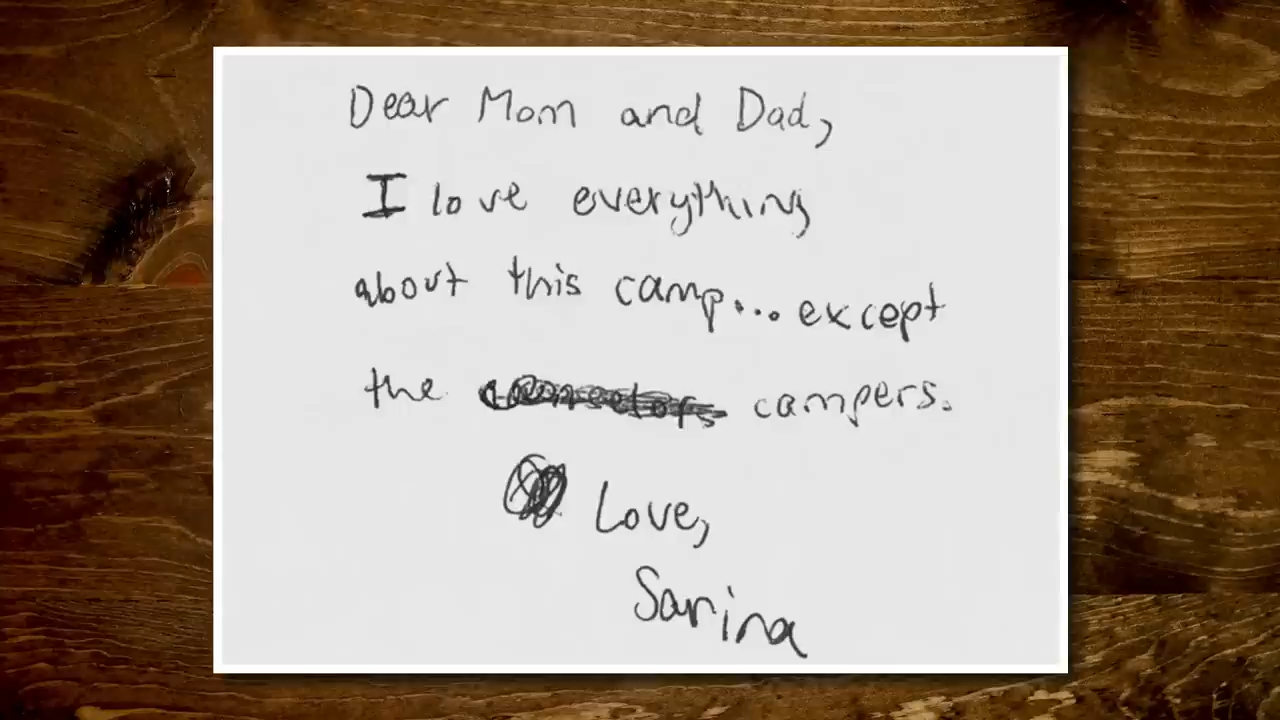 Dear Mom and Dad,
I love everything
about this camp... except
the campers.
Love,
Sarina